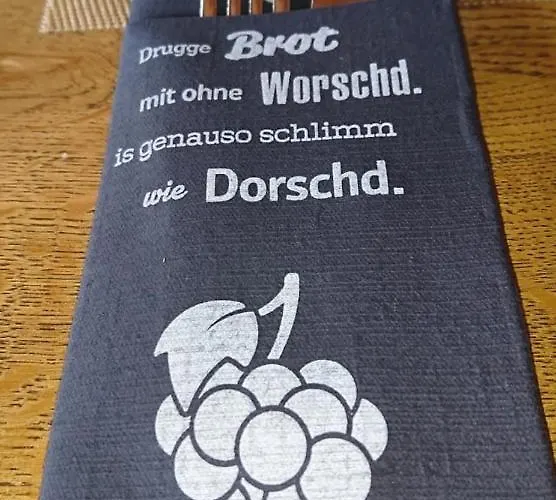 Drugge Brot
mit ohne Worschd.
is genauso schlimm
wie Dorschd.